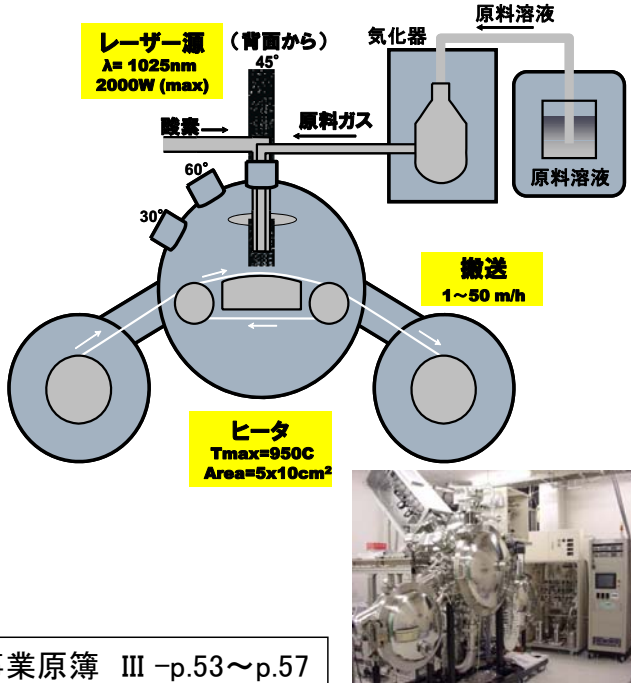 原料溶液
レーザー源
λ= 1025nm
2000W (max)
(背面から)
45°
気化器
酸素
原料ガス
原料溶液
60°
30°
搬送
1～50 m/h
ヒータ
Tmax=950C
Area=5x10cm²
事業原簿 III -p.53～p.57